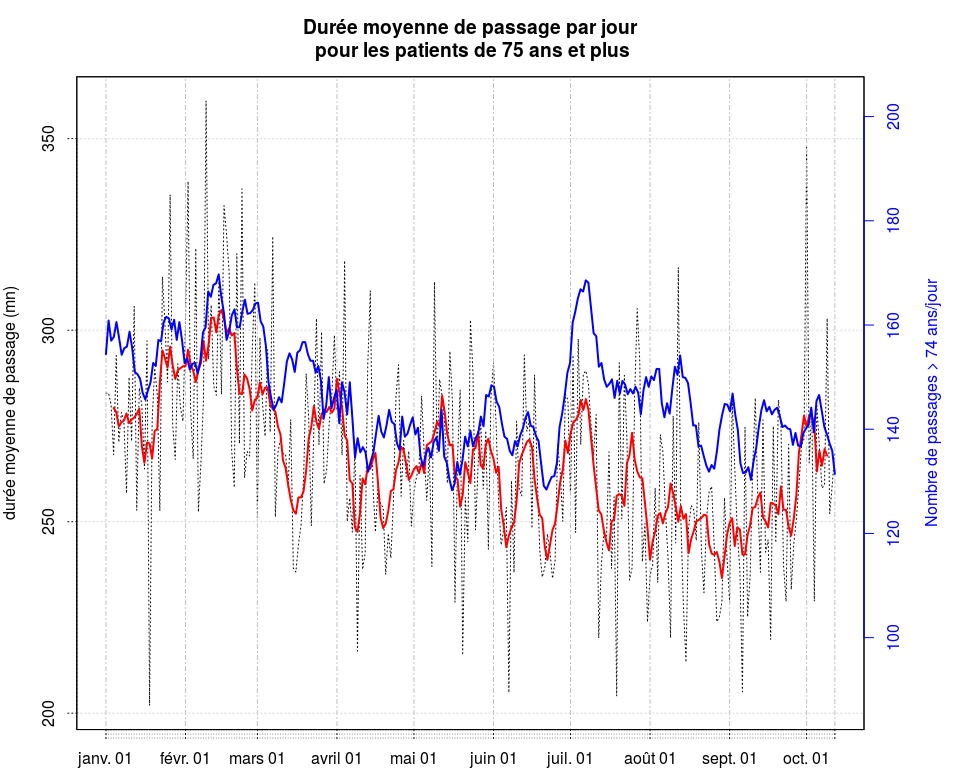 Durée moyenne de passage par jour
pour les patients de 75 ans et plus
durée moyenne de passage (mn)
350
300
250
200
200
180
160
140
120
100
Nombre de passages > 74 ans/jour
janv. 01
févr. 01
mars 01
avril 01
mai 01
juin 01
juil. 01
août 01
sept. 01
oct. 01